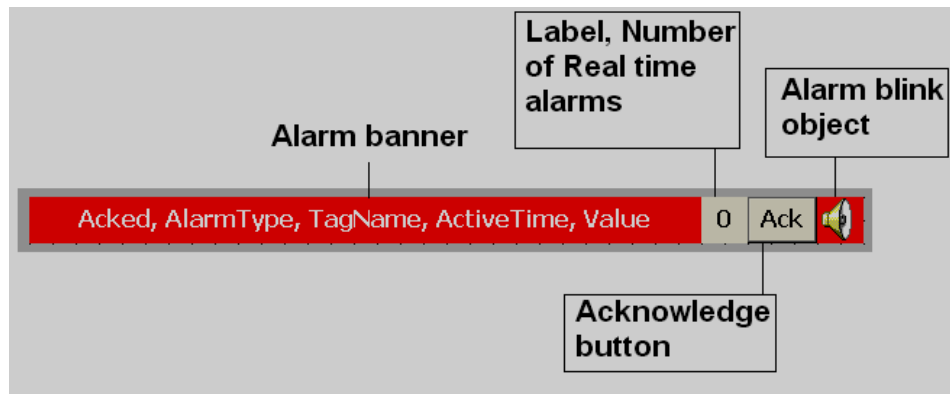 Label, Number
of Real time
alarms
Alarm blink
object
Alarm banner
Acked, AlarmType, TagName, ActiveTime, Value
0
Ack
Acknowledge
button